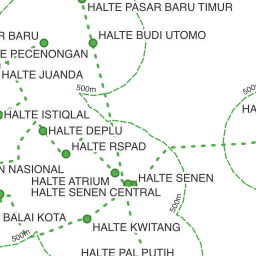 HALTE PASAR BARU TIMUR
R BARU
HALTE BUDI UTOMO
E PECENONGAN
HALTE JUANDA
500m
HALTE ISTIQLAL
HA
HALTE DEPLU
HALTE RSPAD
N NASIONAL
HALTE ATRIUM
HALTE SENEN
HALTE SENEN CENTRAL
500m
BALAI KOTA
HALTE KWITANG
500m
HALTE PAL PUTIH